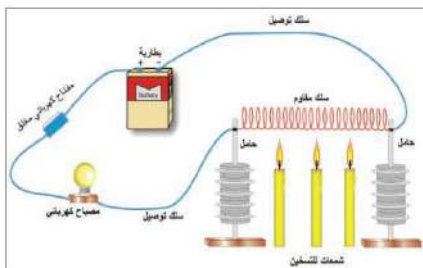 سلك توصيل
بطارية
+ −
Battery
مفتاح كهربائي مغلق
سلك مقاوم
حامل
حامل
مصباح كهربائي
سلك توصيل
شمعات للتسخين